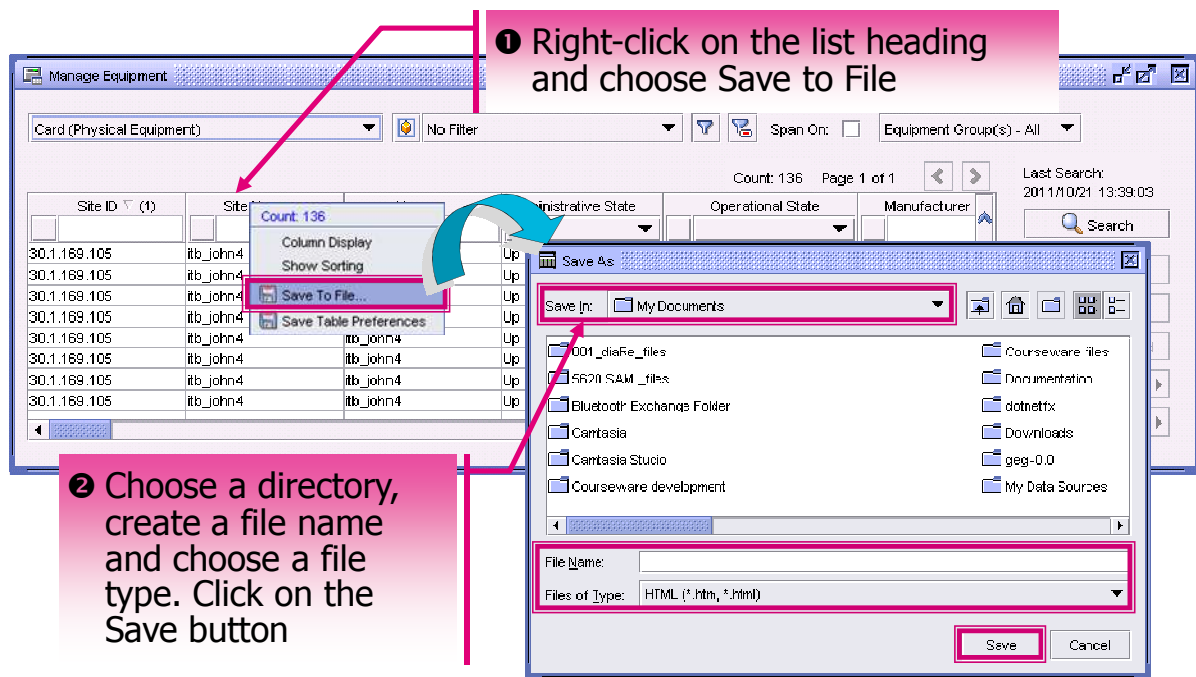 ❶ Right-click on the list heading
and choose Save to File
Manage Equipment
Card (Physical Equipment)
No Filter
Span On:
Equipment Group(s) - All
Count: 136 Page 1 of 1
Last Search:
2011/10/21 13:39:03
Search
Site ID (1)
Site
Administrative State
Operational State
Manufacturer
Count: 136
Column Display
Show Sorting
Save To File...
Save Table Preferences
30.1.169.105 itb_john4 Up
30.1.169.105 itb_john4 Up
30.1.169.105 itb_john4 Up
30.1.169.105 itb_john4 Up
30.1.169.105 itb_john4 itb_john4 Up
30.1.169.105 itb_john4 itb_john4 Up
30.1.169.105 itb_john4 itb_john4 Up
30.1.169.105 itb_john4 itb_john4 Up
Save As
Save In: My Documents
001_diaRe_files
5620 SAM _files
Bluetooth Exchange Folder
Camtasia
Camtasia Studio
Courseware development
Courseware files
Documentation
dotnetfx
Downloads
geg-0.0
My Data Sources
File Name:
Files of Type: HTML (*.htm, *.html)
Save Cancel
❷ Choose a directory,
create a file name
and choose a file
type. Click on the
Save button